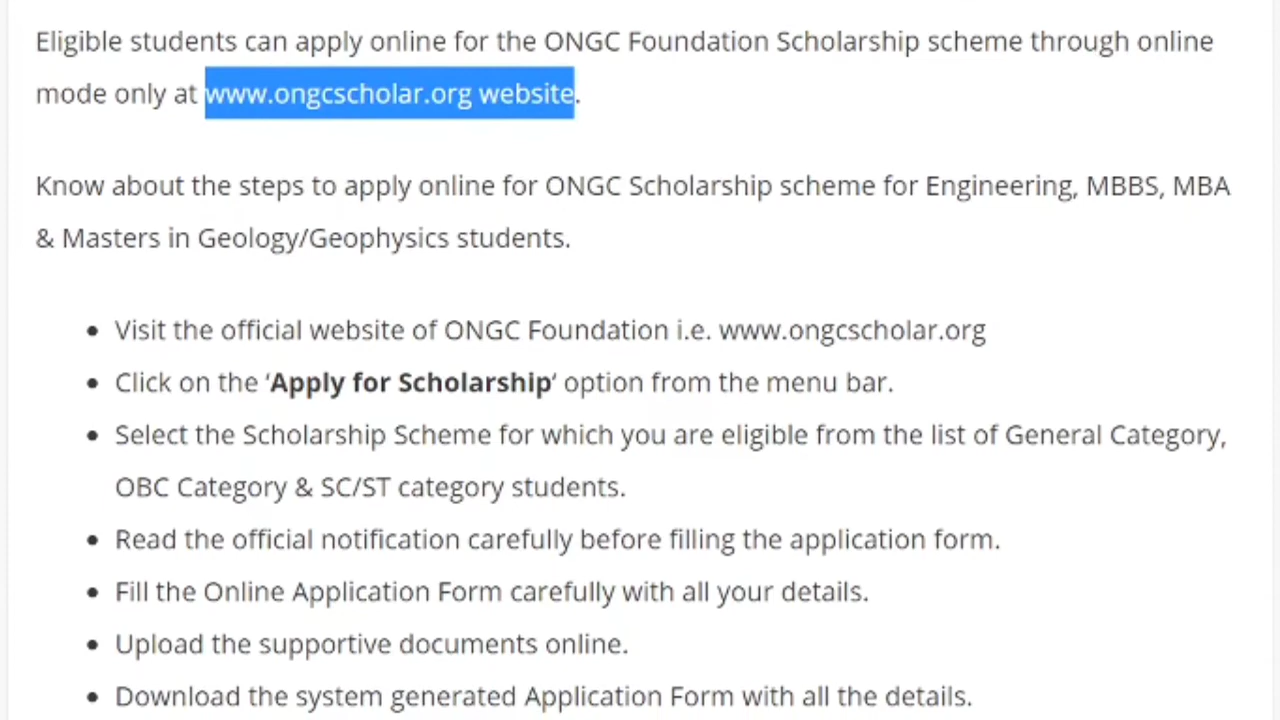 Eligible students can apply online for the ONGC Foundation Scholarship scheme through online
mode only at www.ongcscholar.org website.
Know about the steps to apply online for ONGC Scholarship scheme for Engineering, MBBS, MBA
& Masters in Geology/Geophysics students.
• Visit the official website of ONGC Foundation i.e. www.ongcscholar.org
• Click on the ‘Apply for Scholarship‘ option from the menu bar.
• Select the Scholarship Scheme for which you are eligible from the list of General Category,
OBC Category & SC/ST category students.
• Read the official notification carefully before filling the application form.
• Fill the Online Application Form carefully with all your details.
• Upload the supportive documents online.
• Download the system generated Application Form with all the details.